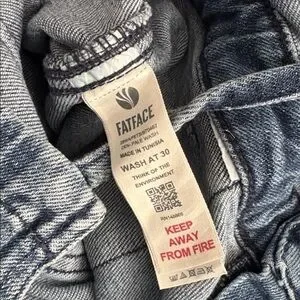 FATFACE
MADE IN TUNISIA
WASH AT 30
THINK OF THE
ENVIRONMENT
KEEP
AWAY
FROM FIRE